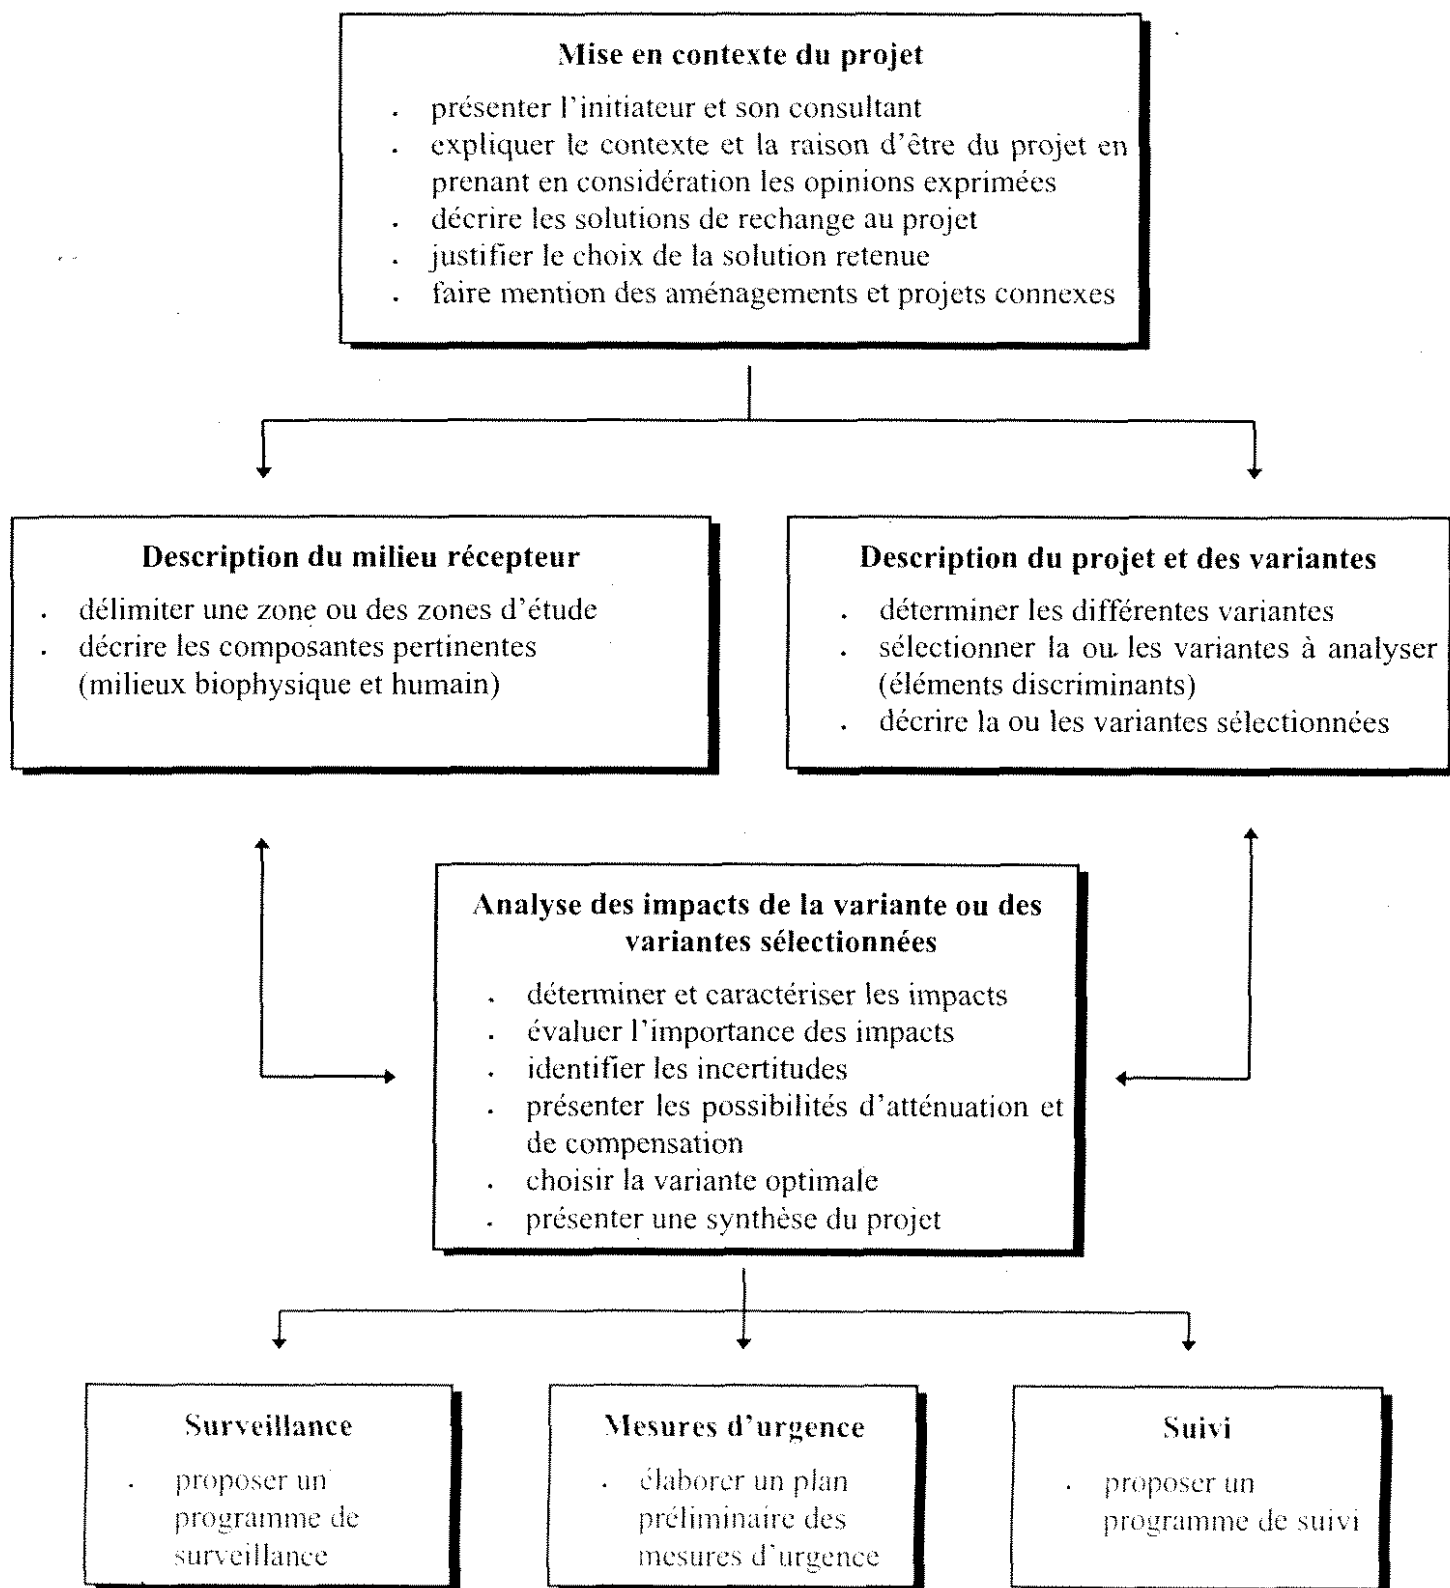 Mise en contexte du projet
. présenter l'initiateur et son consultant
. expliquer le contexte et la raison d'être du projet en
prenant en considération les opinions exprimées
. décrire les solutions de rechange au projet
. justifier le choix de la solution retenue
. faire mention des aménagements et projets connexes
Description du milieu récepteur
. délimiter une zone ou des zones d'étude
. décrire les composantes pertinentes
(milieux biophysique et humain)
Description du projet et des variantes
. déterminer les différentes variantes
. sélectionner la ou les variantes à analyser
(éléments discriminants)
. décrire la ou les variantes sélectionnées
Analyse des impacts de la variante ou des
variantes sélectionnées
. déterminer et caractériser les impacts
. évaluer l'importance des impacts
. identifier les incertitudes
. présenter les possibilités d'atténuation et
de compensation
. choisir la variante optimale
. présenter une synthèse du projet
Surveillance
. proposer un
programme de
surveillance
Mesures d'urgence
. élaborer un plan
préliminaire des
mesures d'urgence
Suivi
. proposer un
programme de suivi